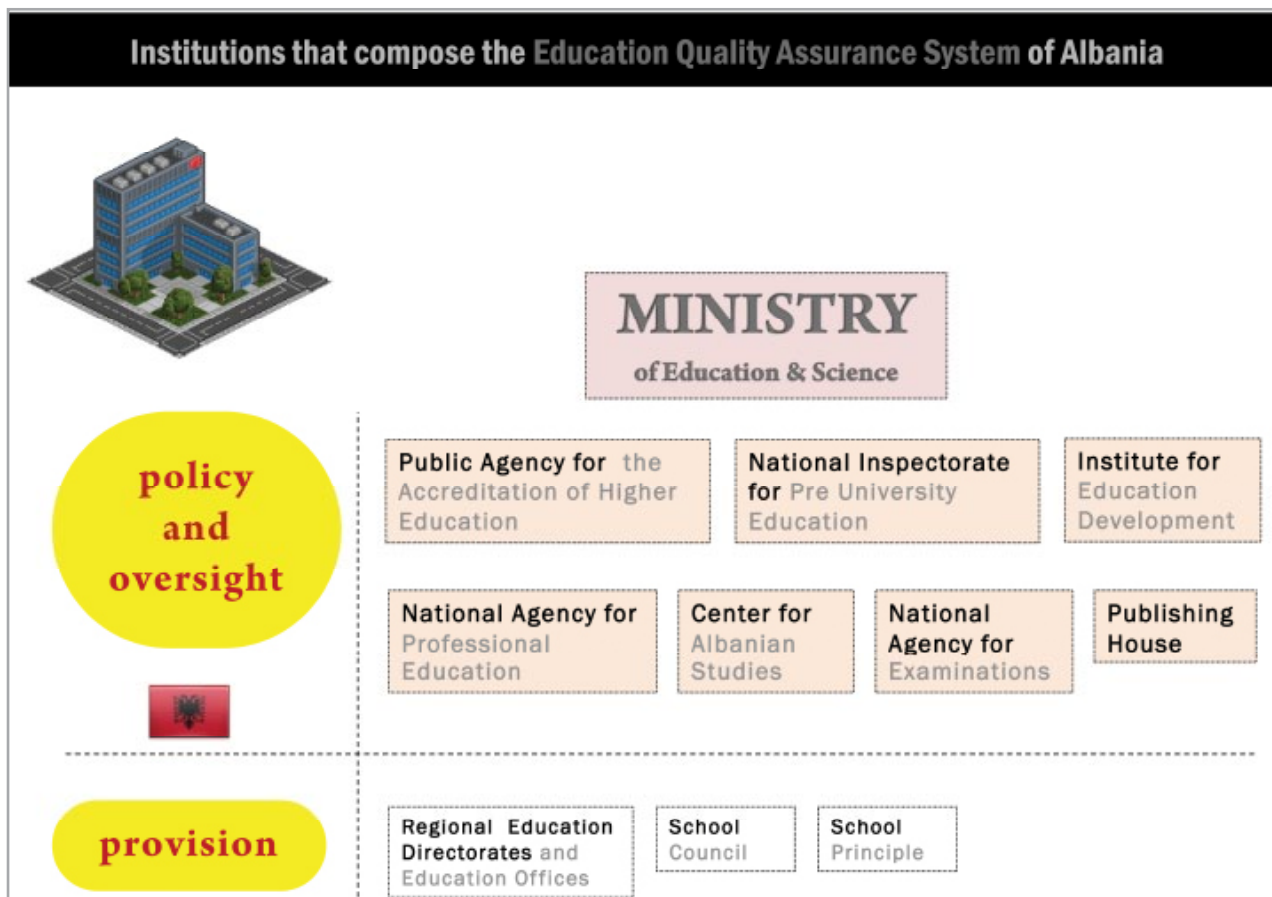 Institutions that compose the Education Quality Assurance System of Albania
MINISTRY
of Education & Science
policy
and
oversight
Public Agency for the
Accreditation of Higher
Education
National Inspectorate
for Pre University
Education
Institute for
Education
Development
National Agency for
Professional
Education
Center for
Albanian
Studies
National
Agency for
Examinations
Publishing
House
provision
Regional Education
Directorates and
Education Offices
School
Council
School
Principle